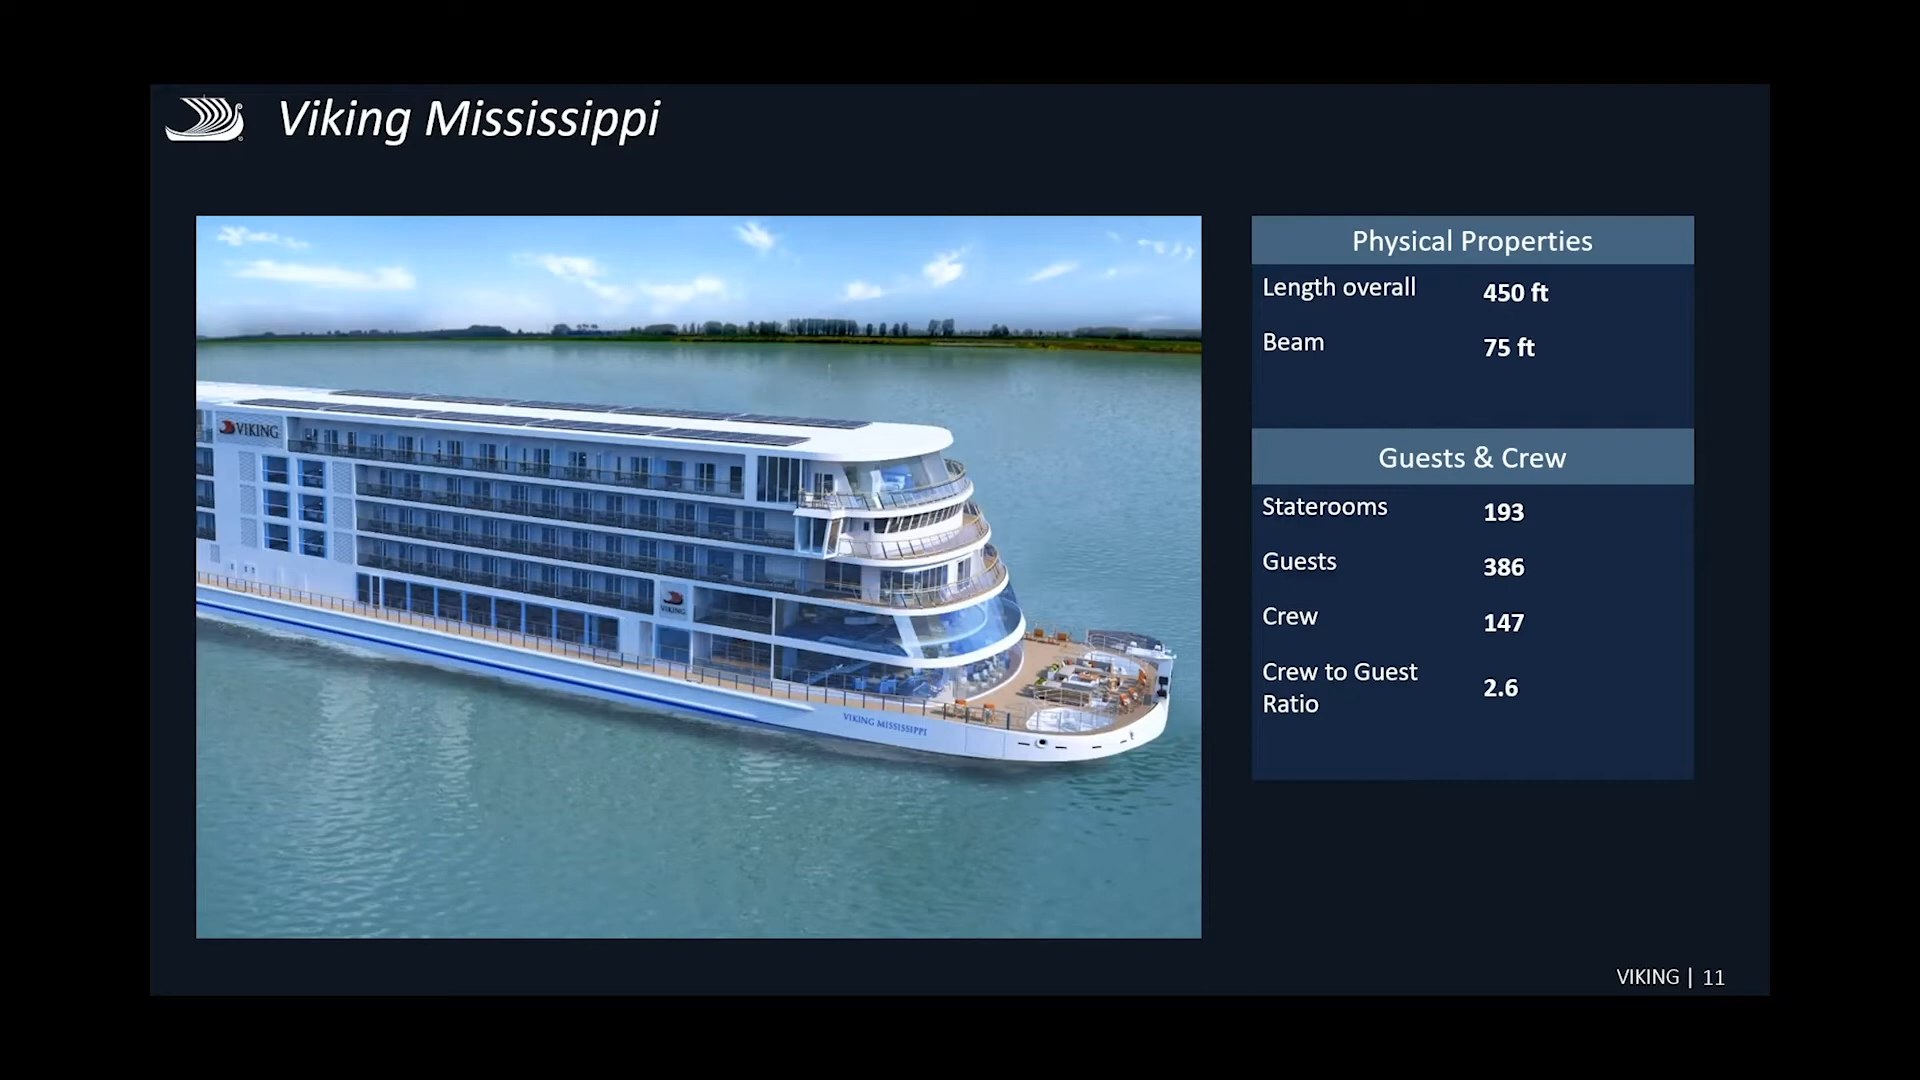 Viking Mississippi
VIKING
VIKING
VIKING MISSISSIPPI
Physical Properties
Length overall 450 ft
Beam 75 ft
Guests & Crew
Staterooms 193
Guests 386
Crew 147
Crew to Guest
Ratio 2.6
VIKING | 11